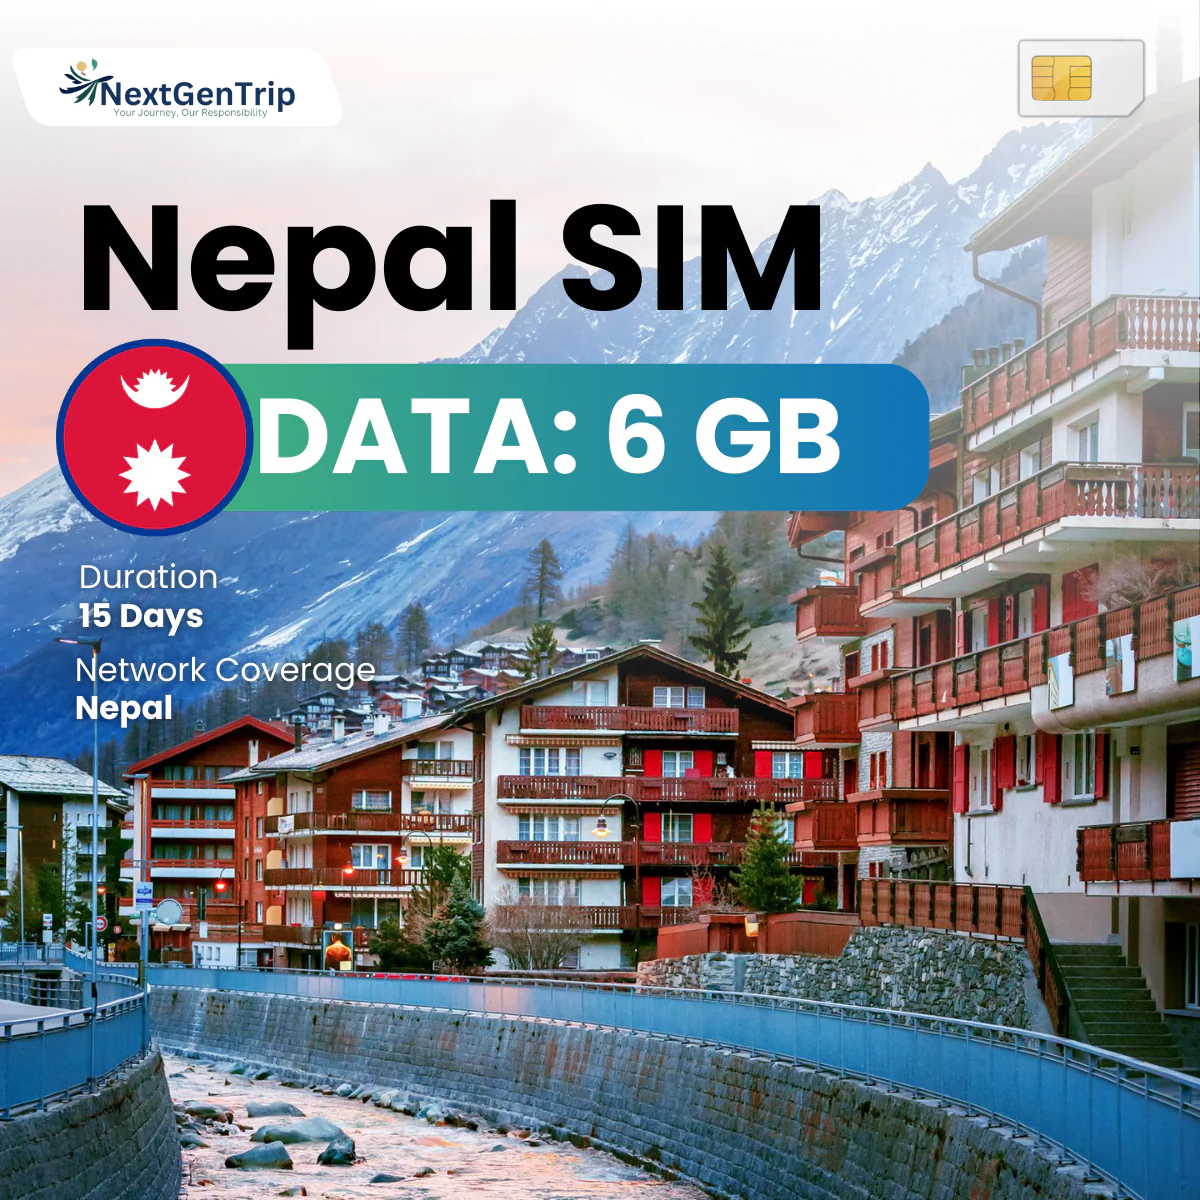 NextGenTrip
Your Journey, Our Responsibility
Nepal SIM
DATA: 6 GB
Duration
15 Days
Network Coverage
Nepal